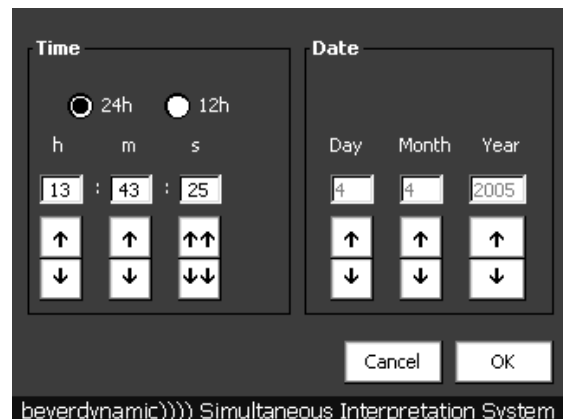 Time Date
24h 12h
h m s Day Month Year
13 : 43 : 25 4 4 2005
↑ ↑ ↑↑ ↑ ↑ ↑
↓ ↓ ↓↓ ↓ ↓ ↓
Cancel OK
beyerdynamic)))) Simultaneous Interpretation System